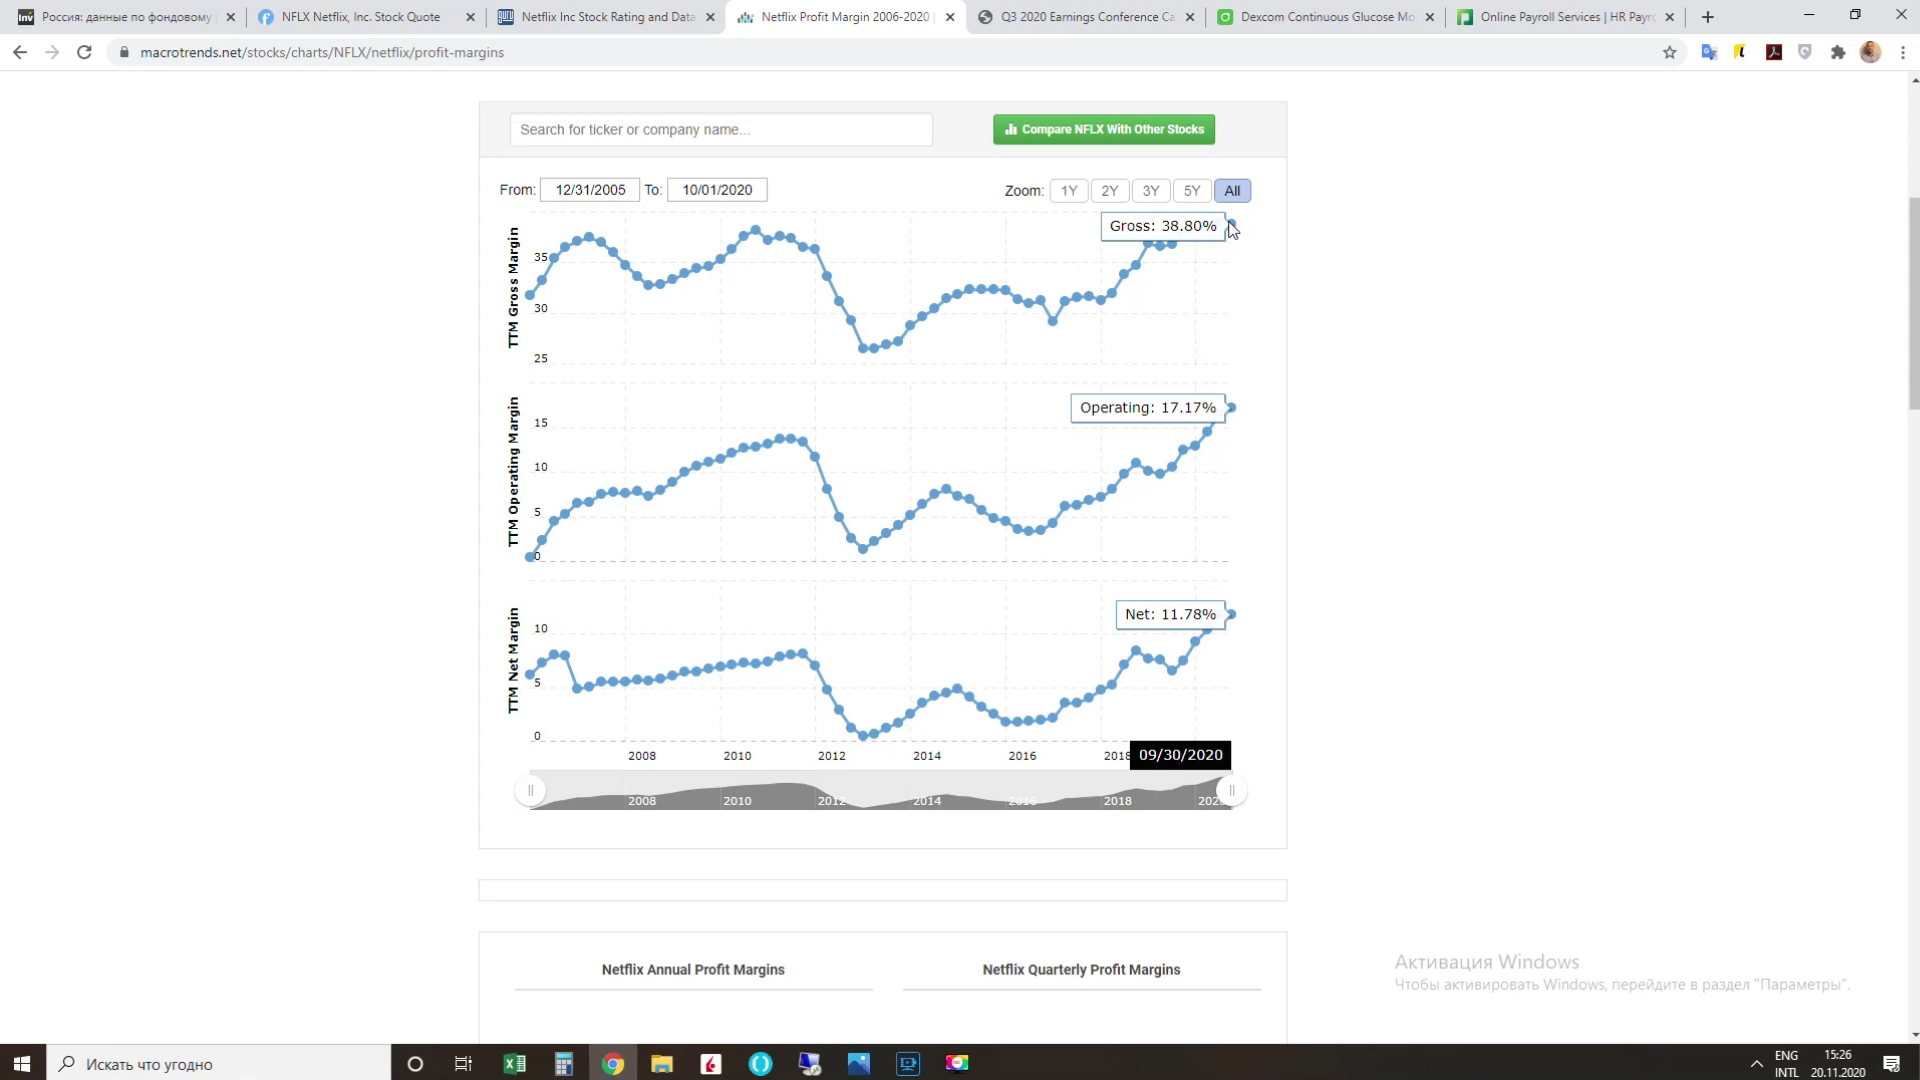 Россия: данные по фондовому
NFLX Netflix, Inc. Stock Quote
Netflix Inc Stock Rating and Data
Netflix Profit Margin 2006-2020
Q3 2020 Earnings Conference Ca
Dexcom Continuous Glucose Mo
Online Payroll Services | HR Payro
macrotrends.net/stocks/charts/NFLX/netflix/profit-margins
Search for ticker or company name...
Compare NFLX With Other Stocks
From: 12/31/2005 To: 10/01/2020
Zoom: 1Y 2Y 3Y 5Y All
TTM Gross Margin
35
30
25
Gross: 38.80%
TTM Operating Margin
15
10
5
0
Operating: 17.17%
TTM Net Margin
10
5
0
Net: 11.78%
2008 2010 2012 2014 2016 2018 09/30/2020
2008 2010 2012 2014 2016 2018 2020
Netflix Annual Profit Margins
Netflix Quarterly Profit Margins
Активация Windows
Чтобы активировать Windows, перейдите в раздел "Параметры".
Искать что угодно
ENG
INTL
15:26
20.11.2020